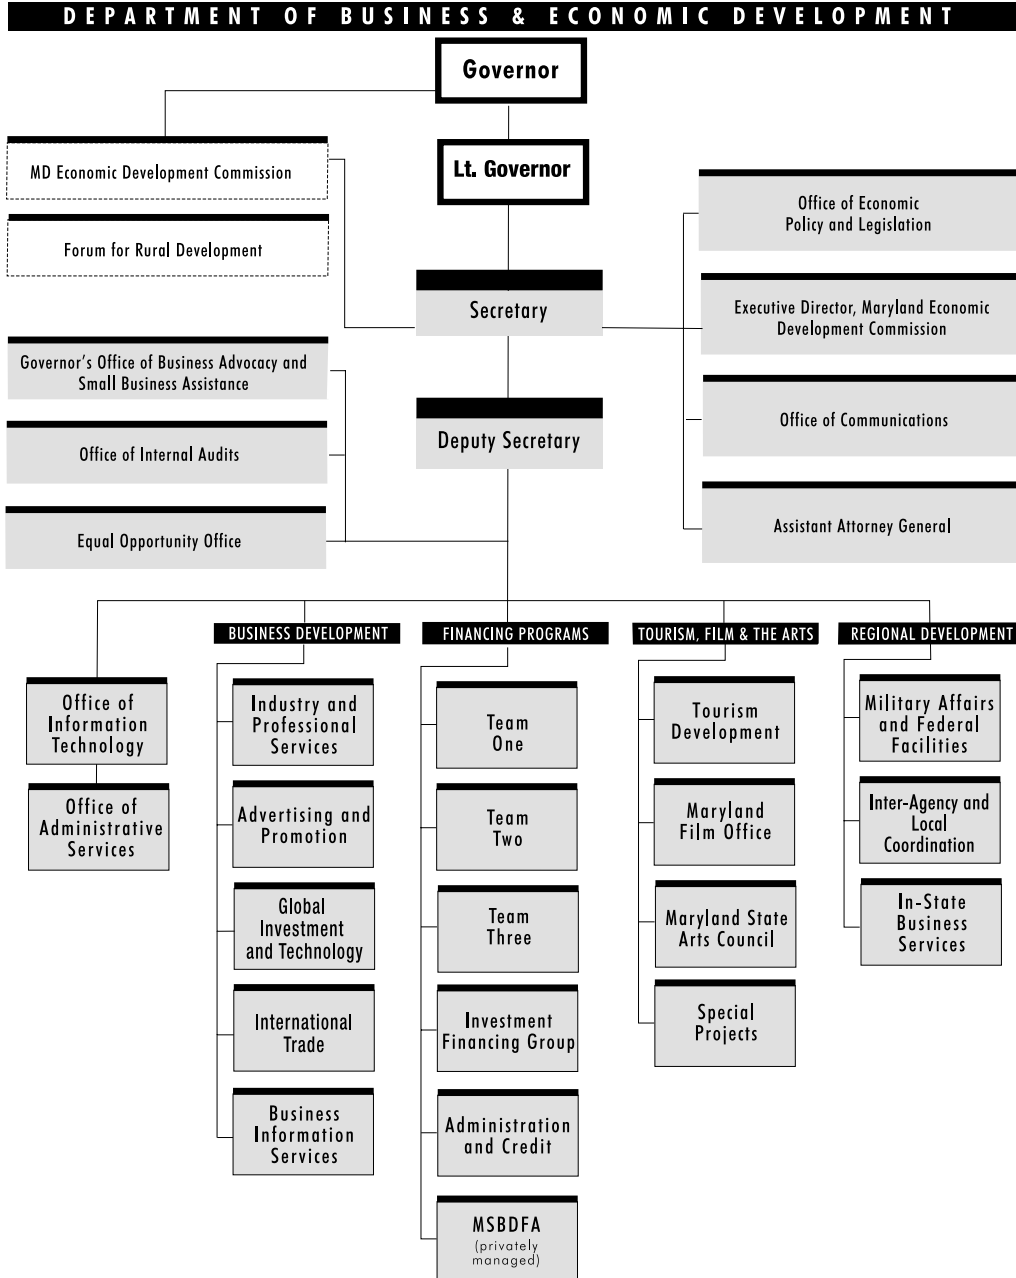 DEPARTMENT OF BUSINESS & ECONOMIC DEVELOPMENT
Governor
Lt. Governor
MD Economic Development Commission
Forum for Rural Development
Office of Economic
Policy and Legislation
Secretary
Executive Director, Maryland Economic
Development Commission
Governor's Office of Business Advocacy and
Small Business Assistance
Deputy Secretary
Office of Communications
Office of Internal Audits
Equal Opportunity Office
Assistant Attorney General
Office of
Information
Technology
Office of
Administrative
Services
BUSINESS DEVELOPMENT
Industry and
Professional
Services
Advertising and
Promotion
Global
Investment
and Technology
International
Trade
Business
Information
Services
FINANCING PROGRAMS
Team
One
Team
Two
Team
Three
Investment
Financing Group
Administration
and Credit
MSBDFA
(privately
managed)
TOURISM, FILM & THE ARTS
Tourism
Development
Maryland
Film Office
Maryland State
Arts Council
Special
Projects
REGIONAL DEVELOPMENT
Military Affairs
and Federal
Facilities
Inter-Agency and
Local
Coordination
In-State
Business
Services